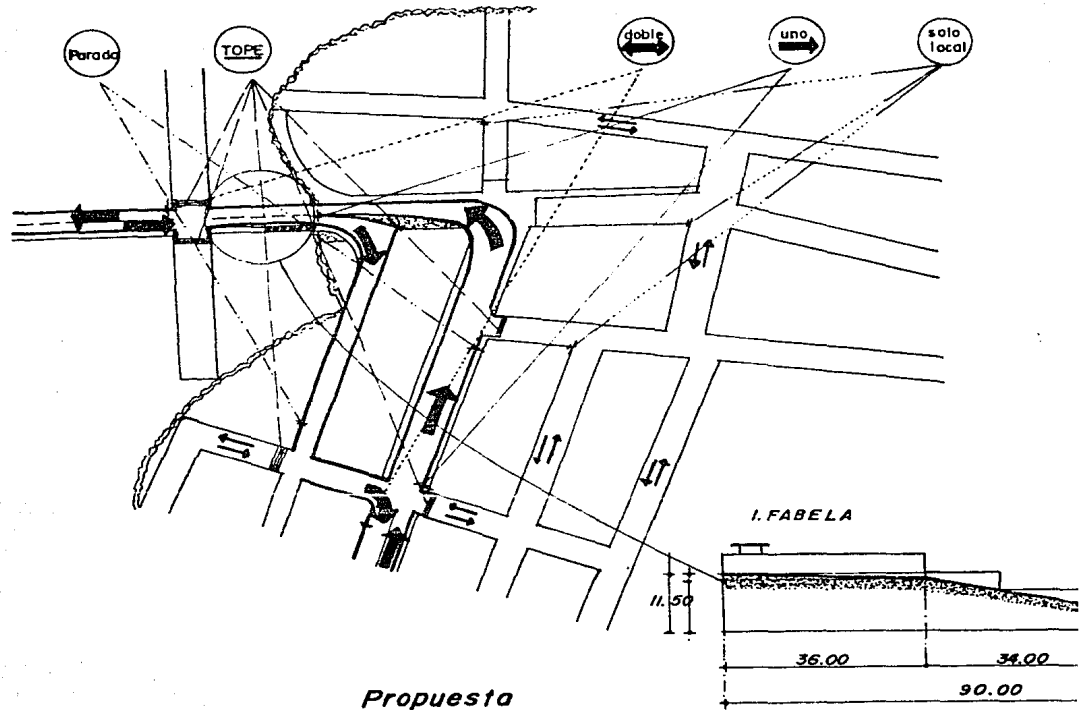 Parada
TOPE
doble
uno
solo
local
I. FABELA
11.50
36.00
34.00
90.00
Propuesta